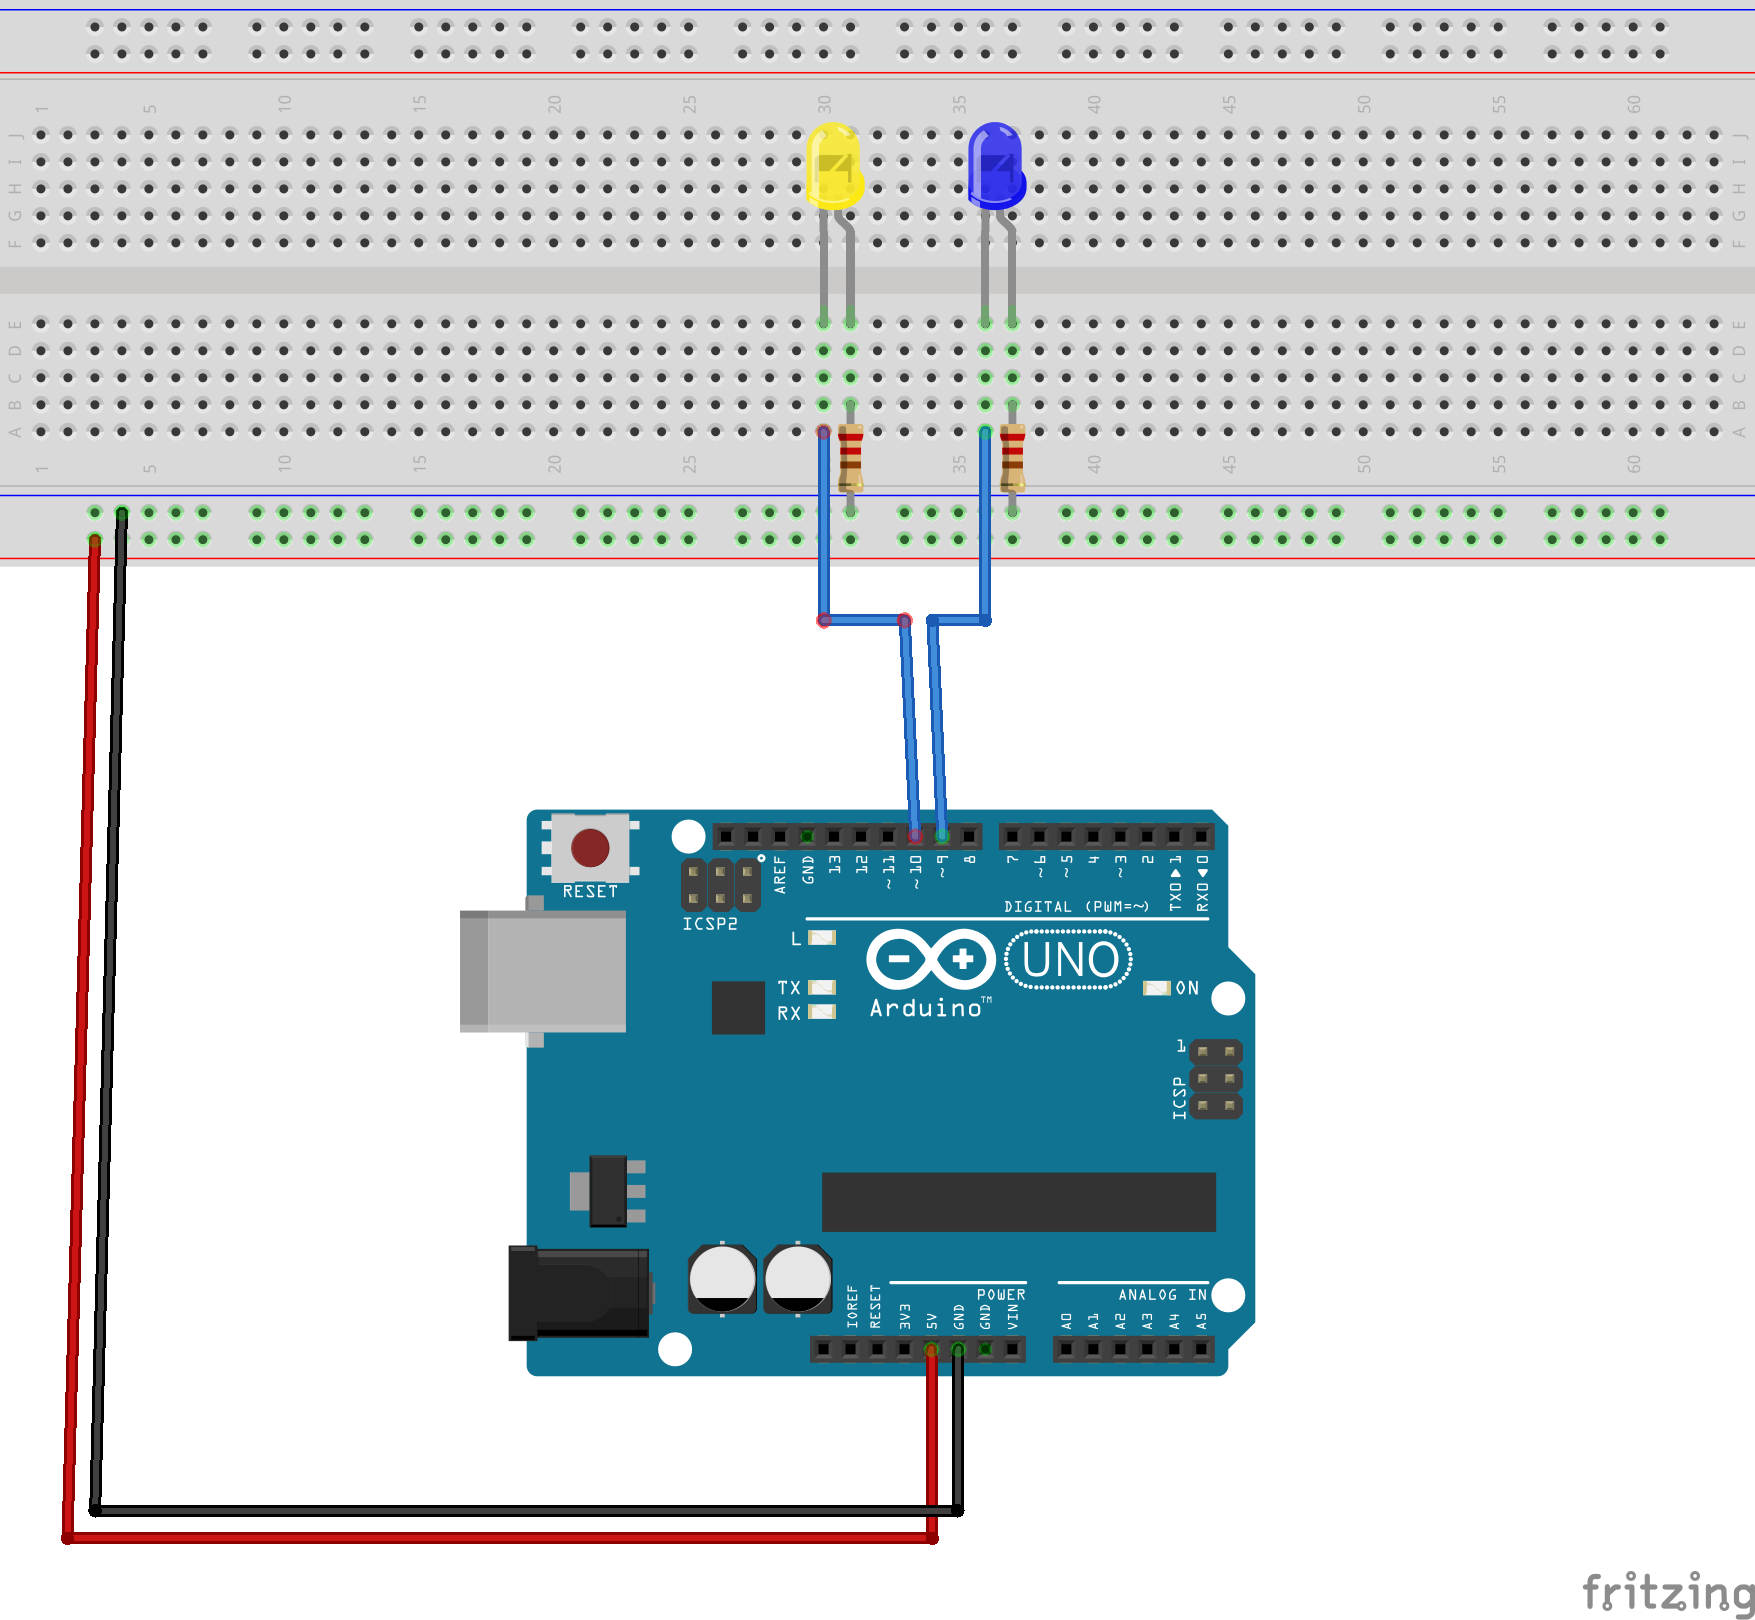 1 5 10 15 20 25 30 35 40 45 50 55 60
J J
I I
H H
G G
F F
E E
D D
C C
B B
A A
1 5 10 15 20 25 30 35 40 45 50 55 60
RESET
ICSP2
AREF GND 13 12 ~11 ~10 ~9 8 7 ~6 ~5 4 ~3 2 TX0 1 RX0 0
DIGITAL (PWM=~)
L
TX
RX
Arduino™
UNO
ON
1
ICSP
POWER ANALOG IN
IOREF RESET 3V3 5V GND GND VIN A0 A1 A2 A3 A4 A5
fritzing